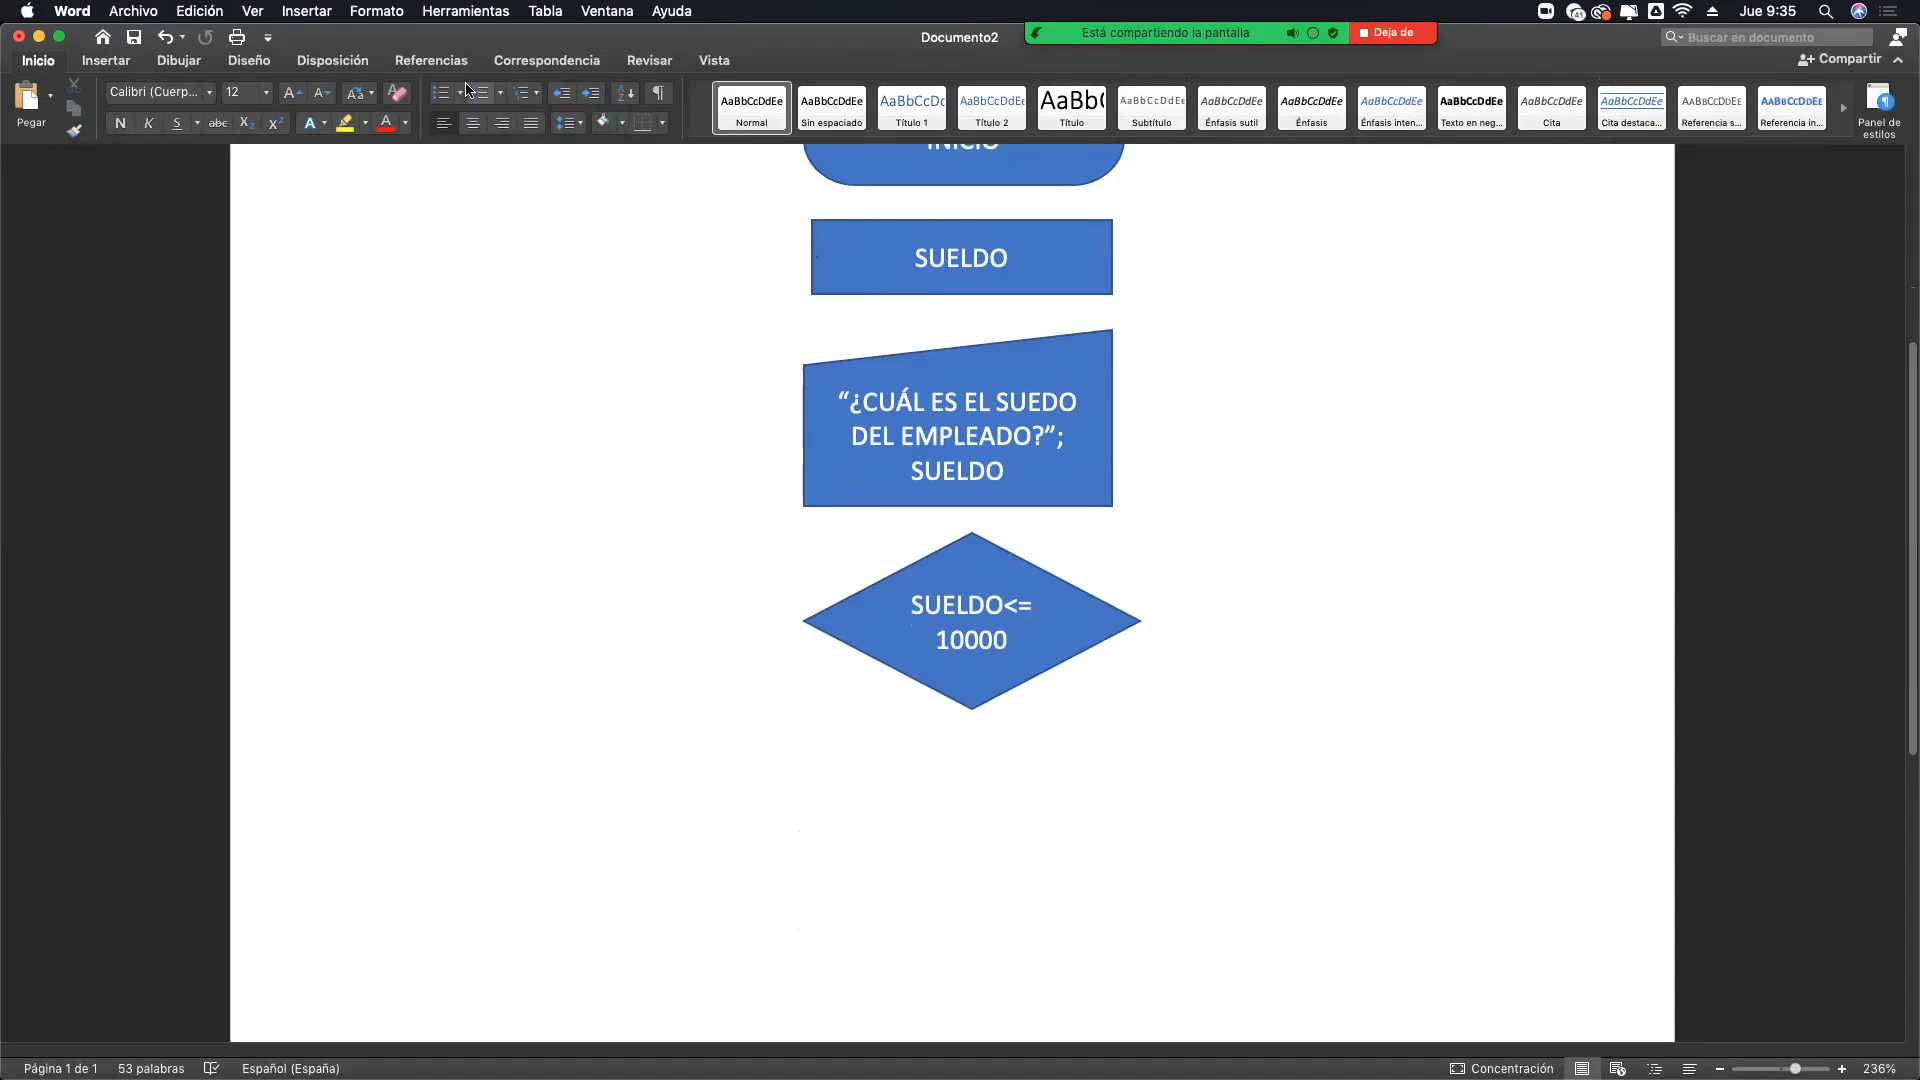 Word Archivo Edición Ver Insertar Formato Herramientas Tabla Ventana Ayuda
41
Jue 9:35
Documento2
Está compartiendo la pantalla
Deja de
Buscar en documento
Inicio Insertar Dibujar Diseño Disposición Referencias Correspondencia Revisar Vista
Compartir
Pegar
Calibri (Cuerp...
12
N K S abc X₂ X²
AaBbCcDdEe
Normal
AaBbCcDdEe
Sin espaciado
AaBbCcDc
Título 1
AaBbCcDdEe
Título 2
AaBb(
Título
AaBbCcDdEe
Subtítulo
AaBbCcDdEe
Énfasis sutil
AaBbCcDdEe
Énfasis
AaBbCcDdEe
Énfasis inten...
AaBbCcDdEe
Texto en neg...
AaBbCcDdEe
Cita
AaBbCcDdEe
Cita destaca...
AaBbCcDdEe
Referencia s...
AaBbCcDdEe
Referencia in...
Panel de
estilos
INICIO
SUELDO
“¿CUÁL ES EL SUEDO
DEL EMPLEADO?”;
SUELDO
SUELDO<=
10000
Página 1 de 1
53 palabras
Español (España)
Concentración
236%